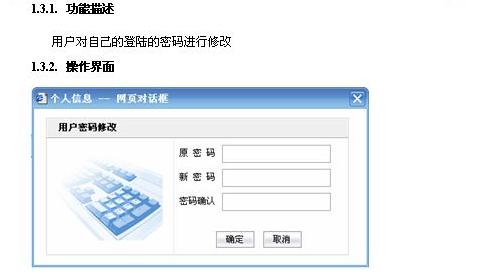 1.3.1. 功能描述
用户对自己的登陆的密码进行修改
1.3.2. 操作界面
个人信息 -- 网页对话框
用户密码修改
原 密 码
新 密 码
密码确认
确定 取消